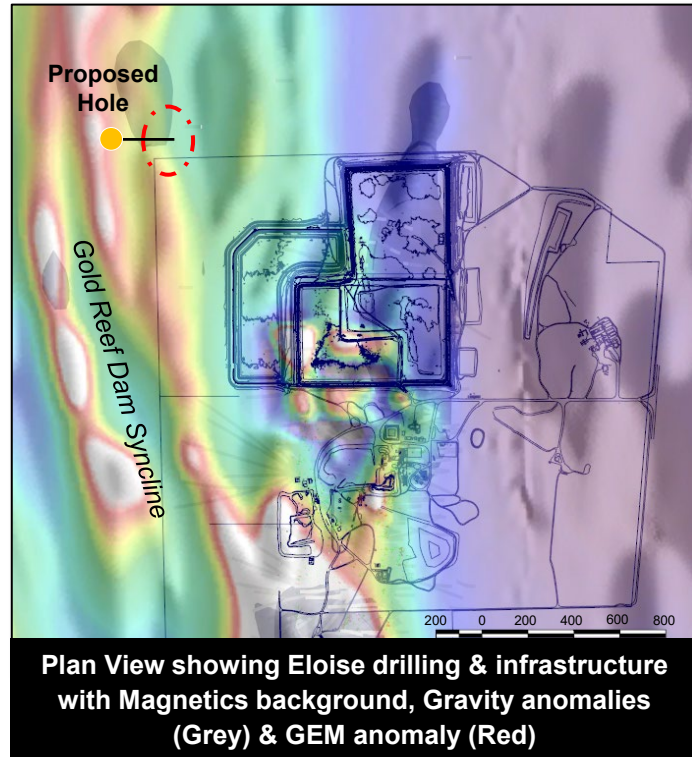 Proposed
Hole
Gold Reef Dam Syncline
200 0 200 400 600 800
Plan View showing Eloise drilling & infrastructure
with Magnetics background, Gravity anomalies
(Grey) & GEM anomaly (Red)